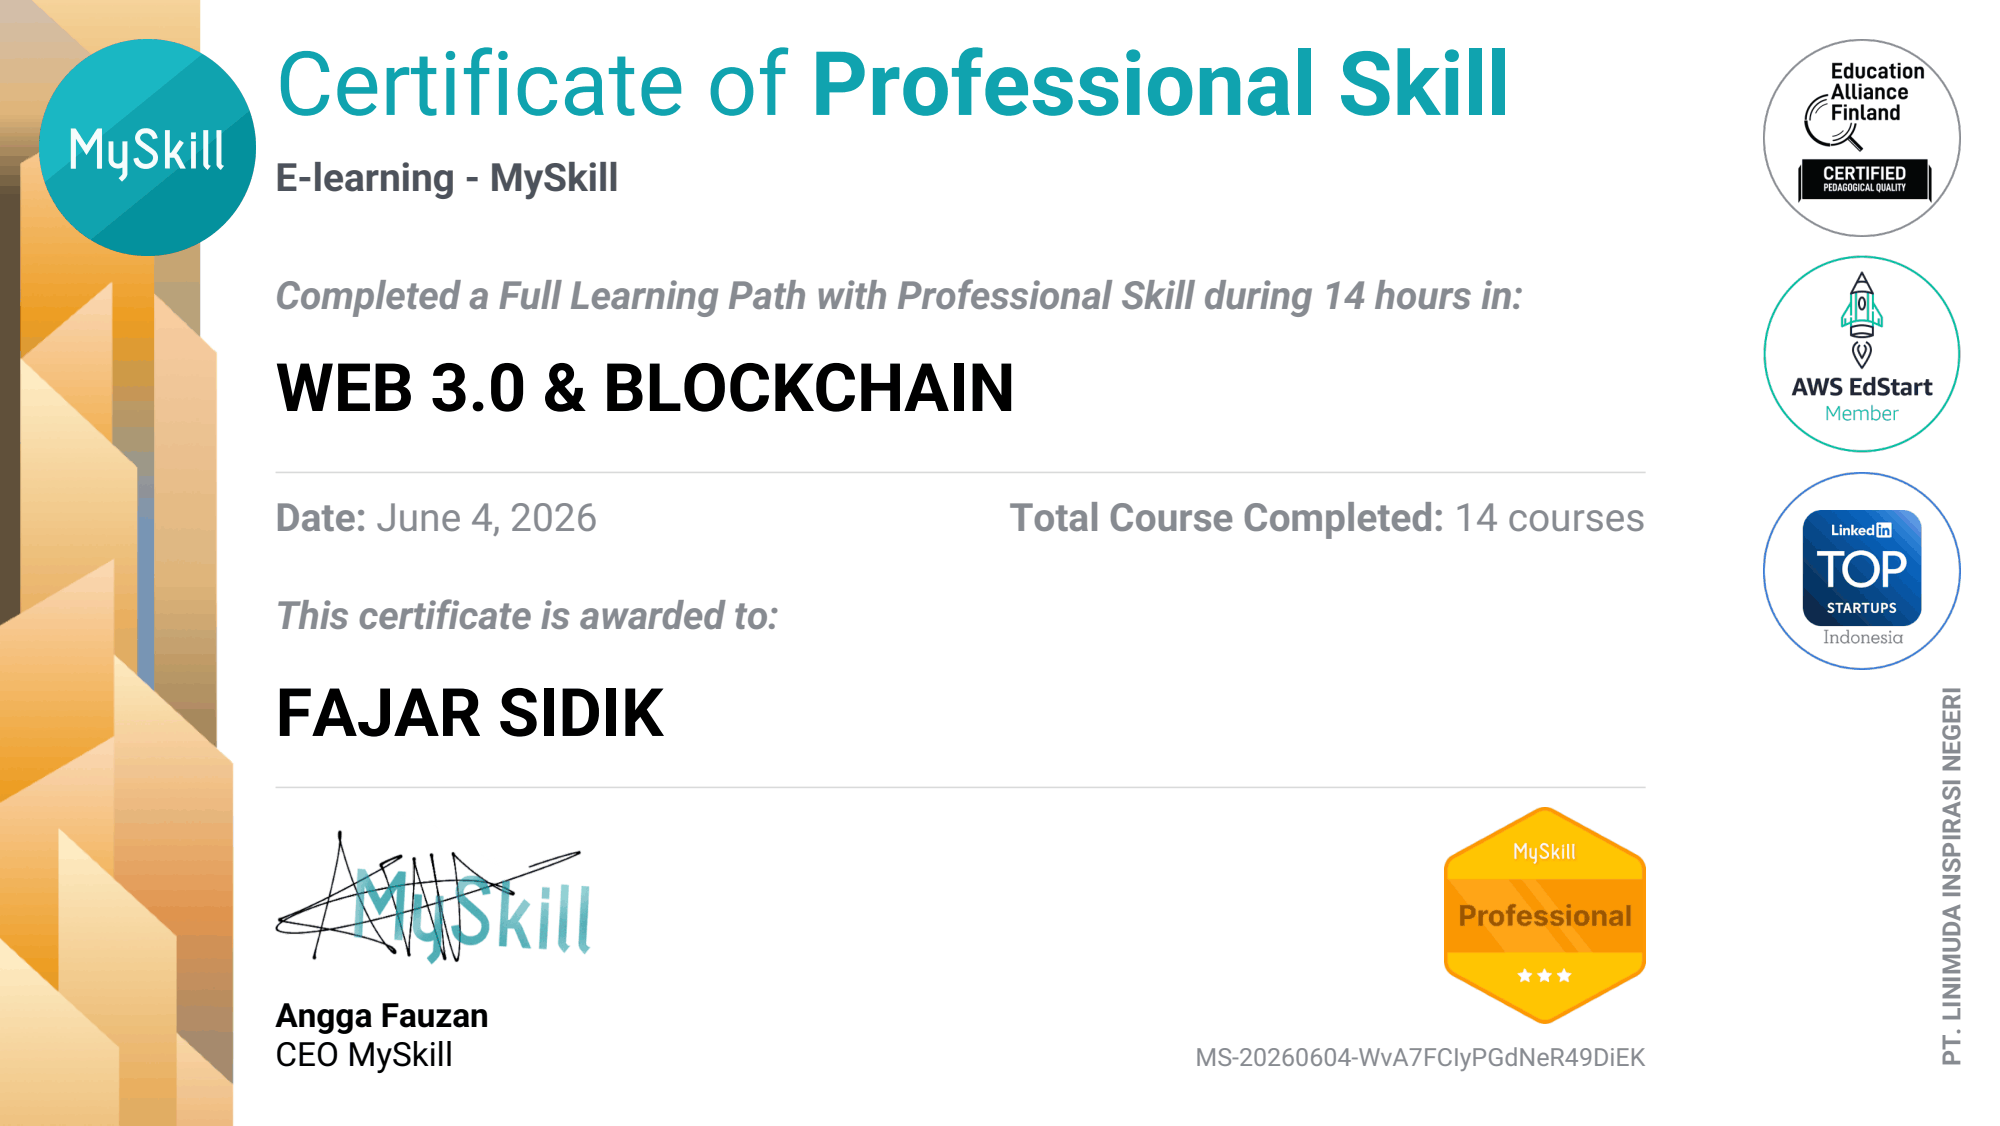 MySkill
Certificate of Professional Skill
E-learning - MySkill
Completed a Full Learning Path with Professional Skill during 14 hours in:
WEB 3.0 & BLOCKCHAIN
Date: June 4, 2026
Total Course Completed: 14 courses
This certificate is awarded to:
FAJAR SIDIK
MySkill
Angga Fauzan
CEO MySkill
MySkill
Professional
MS-20260604-WvA7FCIyPGdNeR49DiEK
Education
Alliance
Finland
CERTIFIED
PEDAGOGICAL QUALITY
AWS EdStart
Member
Linked in
TOP
STARTUPS
Indonesia
PT. LINIMUDA INSPIRASI NEGERI